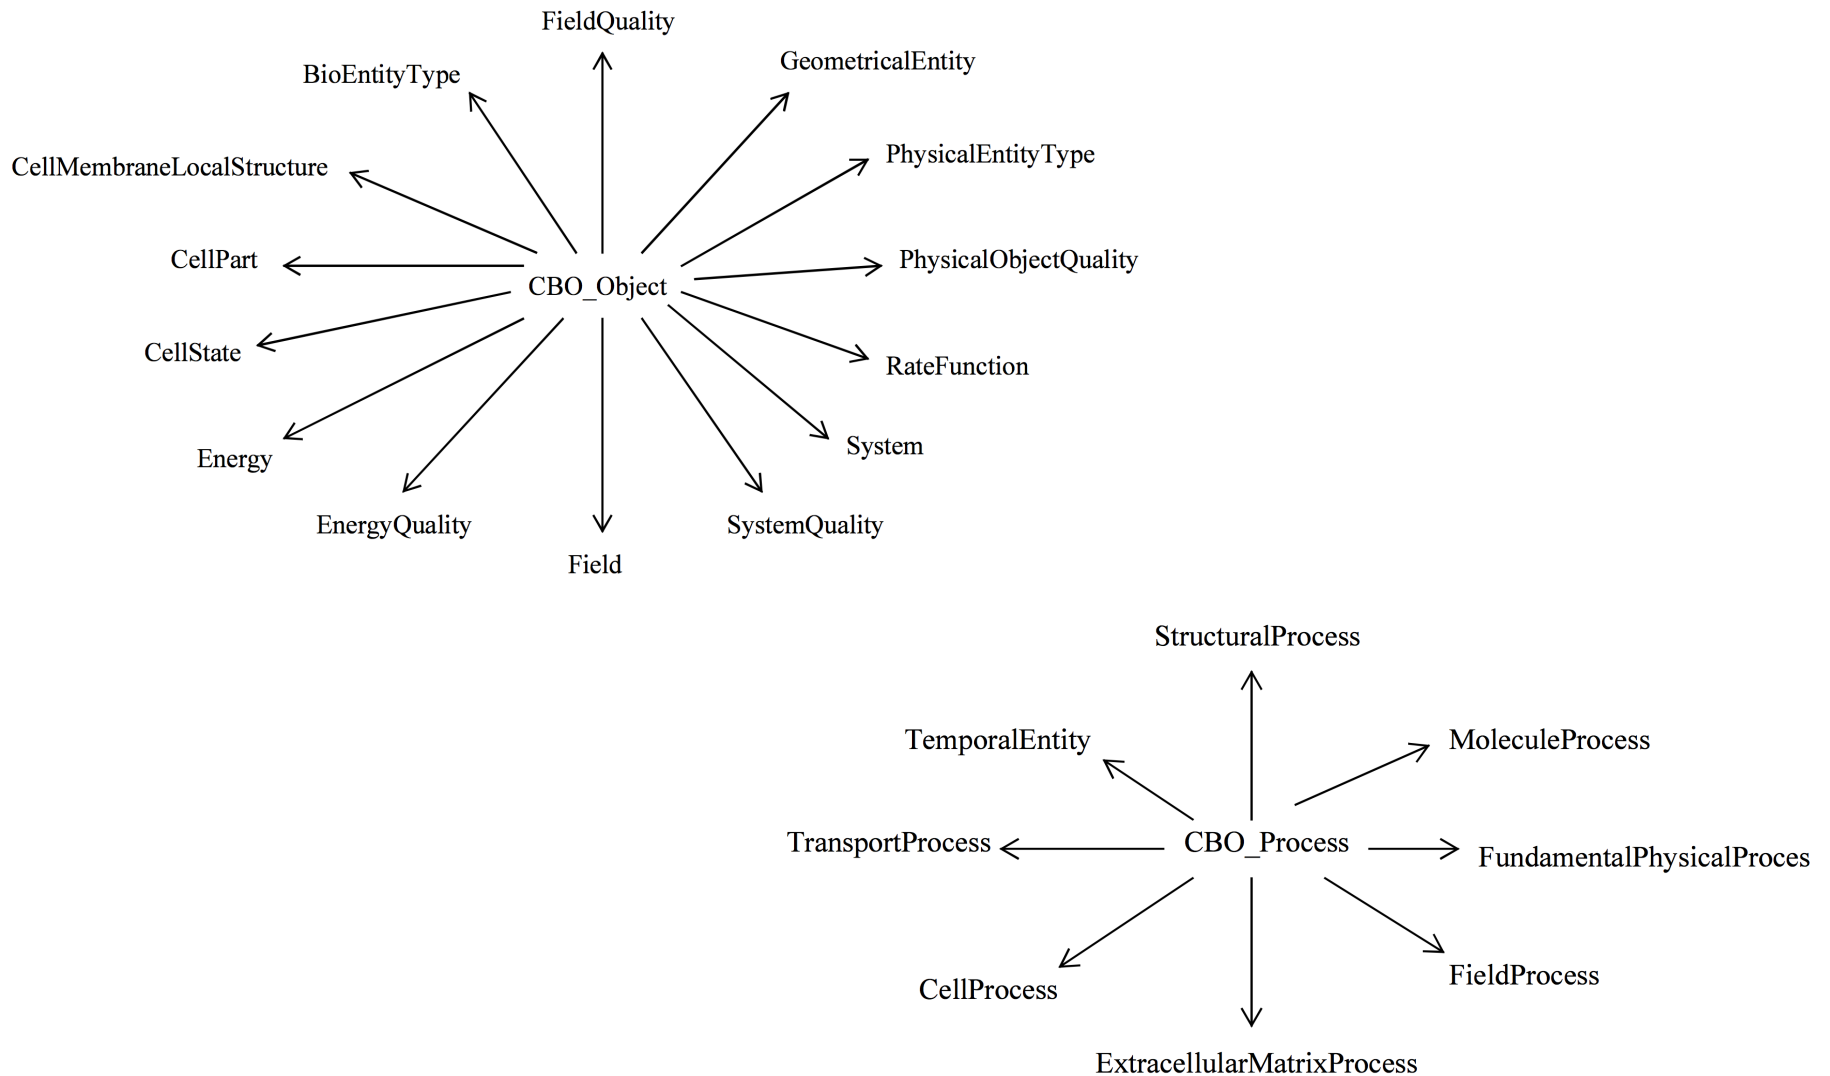 FieldQuality
GeometricalEntity
BioEntityType
PhysicalEntityType
CellMembraneLocalStructure
CellPart
PhysicalObjectQuality
CBO_Object
CellState
RateFunction
System
Energy
EnergyQuality
SystemQuality
Field
StructuralProcess
TemporalEntity
MoleculeProcess
TransportProcess
CBO_Process
FundamentalPhysicalProces
FieldProcess
CellProcess
ExtracellularMatrixProcess